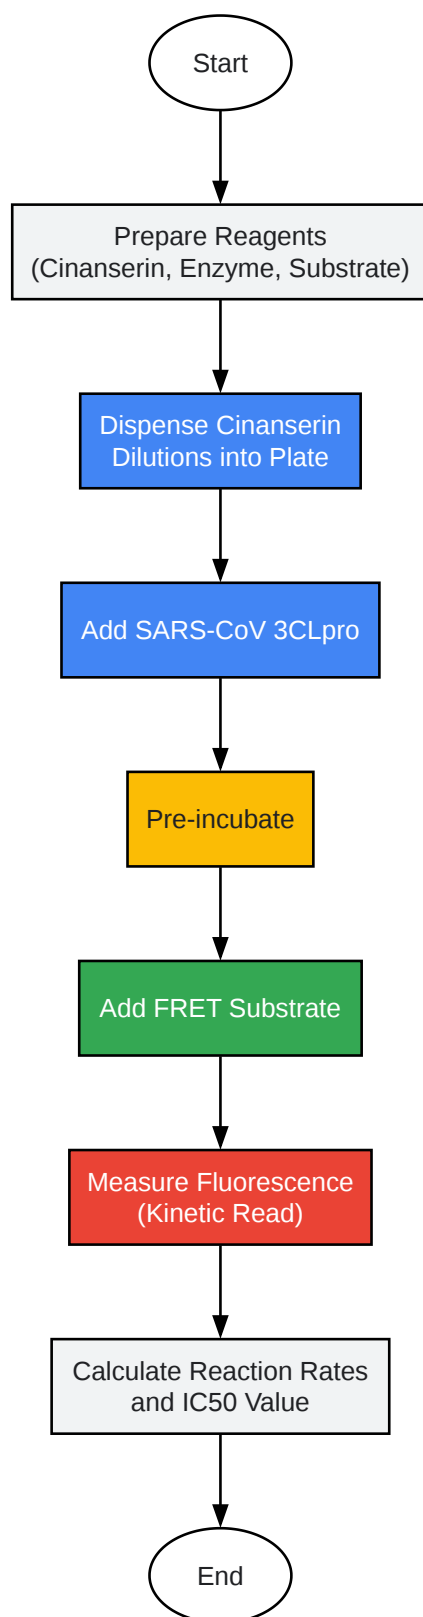 Start
Prepare Reagents
(Cinanserin, Enzyme, Substrate)
Dispense Cinanserin
Dilutions into Plate
Add SARS-CoV 3CLpro
Pre-incubate
Add FRET Substrate
Measure Fluorescence
(Kinetic Read)
Calculate Reaction Rates
and IC50 Value
End